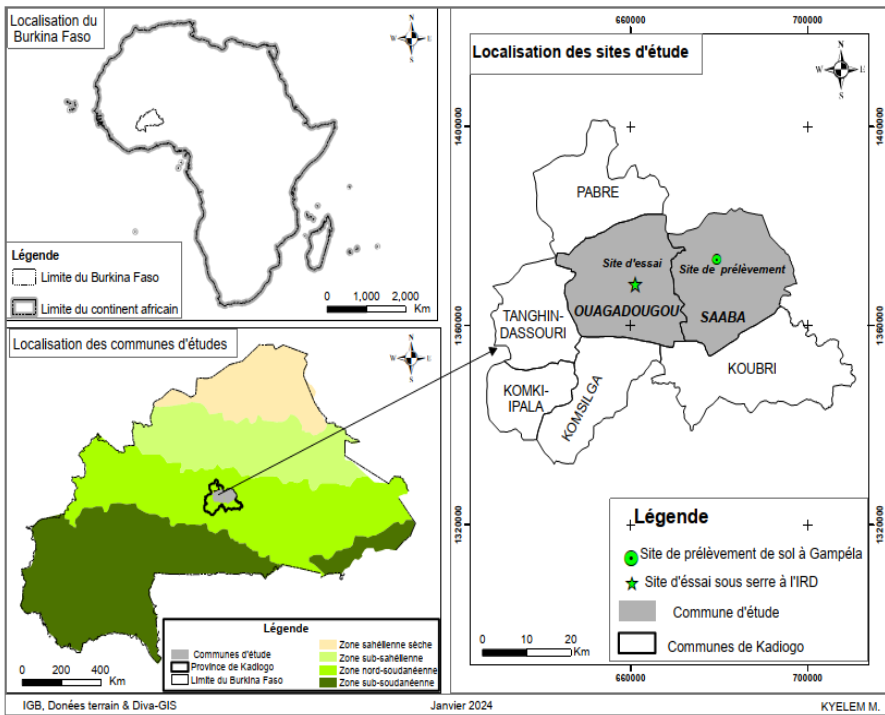 Localisation du
Burkina Faso
N
W E
S
Légende
Limite du Burkina Faso
Limite du continent africain
0 1,000 2,000
Km
Localisation des communes d'études
N
W E
S
0 200 400
Km
Légende
Communes d'étude
Province de Kadiogo
Limite du Burkina Faso
Zone sahélienne sèche
Zone sub-sahélienne
Zone nord-soudanéenne
Zone sub-soudanéenne
660000 700000
Localisation des sites d'étude
N
W E
S
1400000 1400000
PABRE
Site d'essai
Site de prélèvement
OUAGADOUGOU
SAABA
TANGHIN-
DASSOURI
1360000 1360000
KOUBRI
KOMKI-
IPALA
KOMSILGA
Légende
1320000 1320000
Site de prélèvement de sol à Gampéla
Site d'éssai sous serre à l'IRD
Commune d'étude
Communes de Kadiogo
0 10 20
Km
660000 700000
IGB, Donées terrain & Diva-GIS Janvier 2024 KYELEM M.